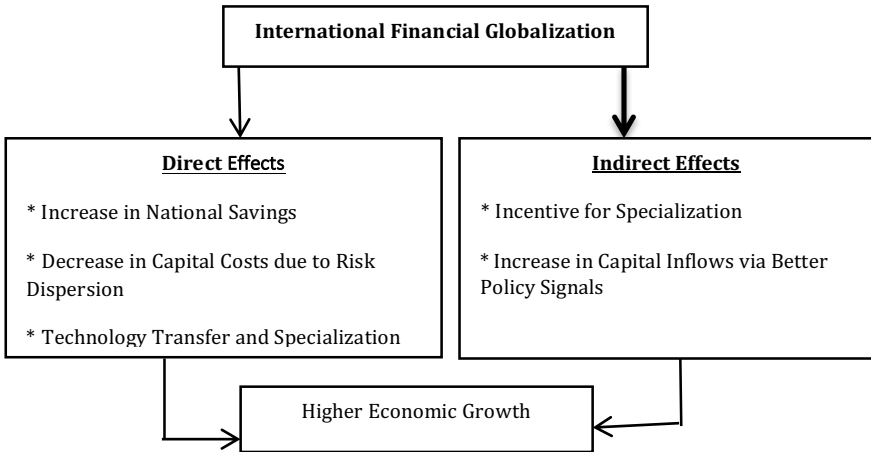 International Financial Globalization
Direct Effects
* Increase in National Savings
* Decrease in Capital Costs due to Risk
Dispersion
* Technology Transfer and Specialization
Indirect Effects
* Incentive for Specialization
* Increase in Capital Inflows via Better
Policy Signals
Higher Economic Growth